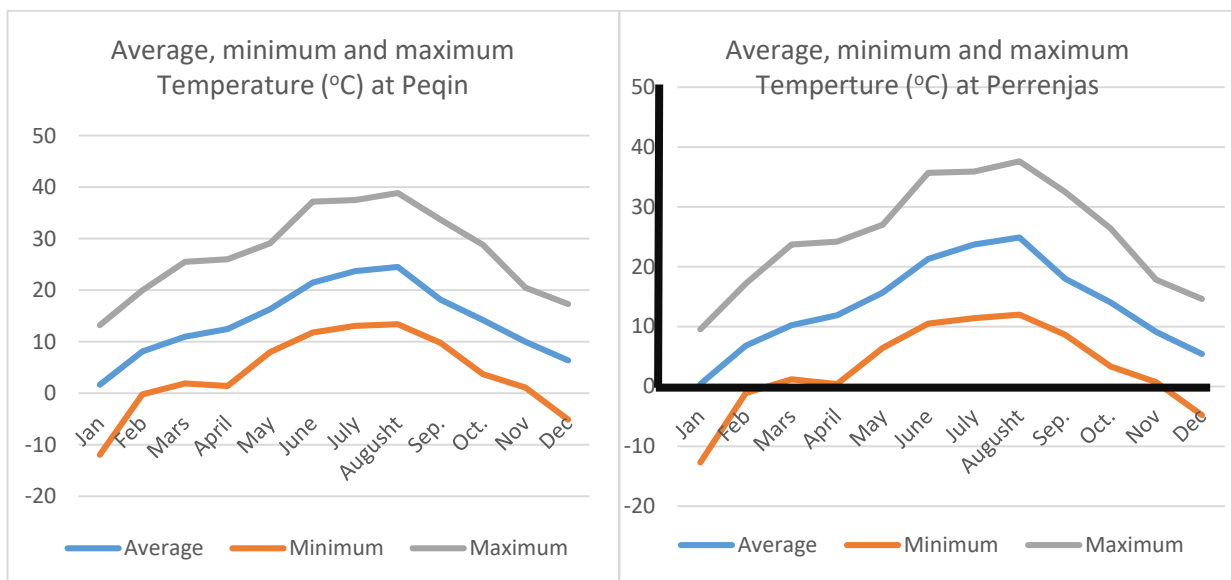 Average, minimum and maximum
Temperature (°C) at Peqin
50
40
30
20
10
0
-10
-20
Jan
Feb
Mars
April
May
June
July
Augusht
Sep.
Oct.
Nov
Dec
Average
Minimum
Maximum
Average, minimum and maximum
Temperture (°C) at Perrenjas
50
40
30
20
10
0
-10
-20
Jan
Feb
Mars
April
May
June
July
Augusht
Sep.
Oct.
Nov
Dec
Average
Minimum
Maximum